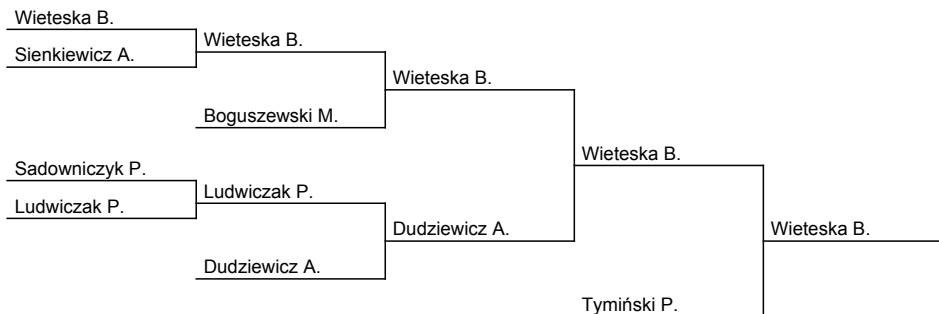 Wieteska B.
Sienkiewicz A.
Wieteska B.
Wieteska B.
Boguszewski M.
Wieteska B.
Sadowniczyk P.
Ludwiczak P.
Ludwiczak P.
Dudziewicz A.
Wieteska B.
Dudziewicz A.
Tymiński P.